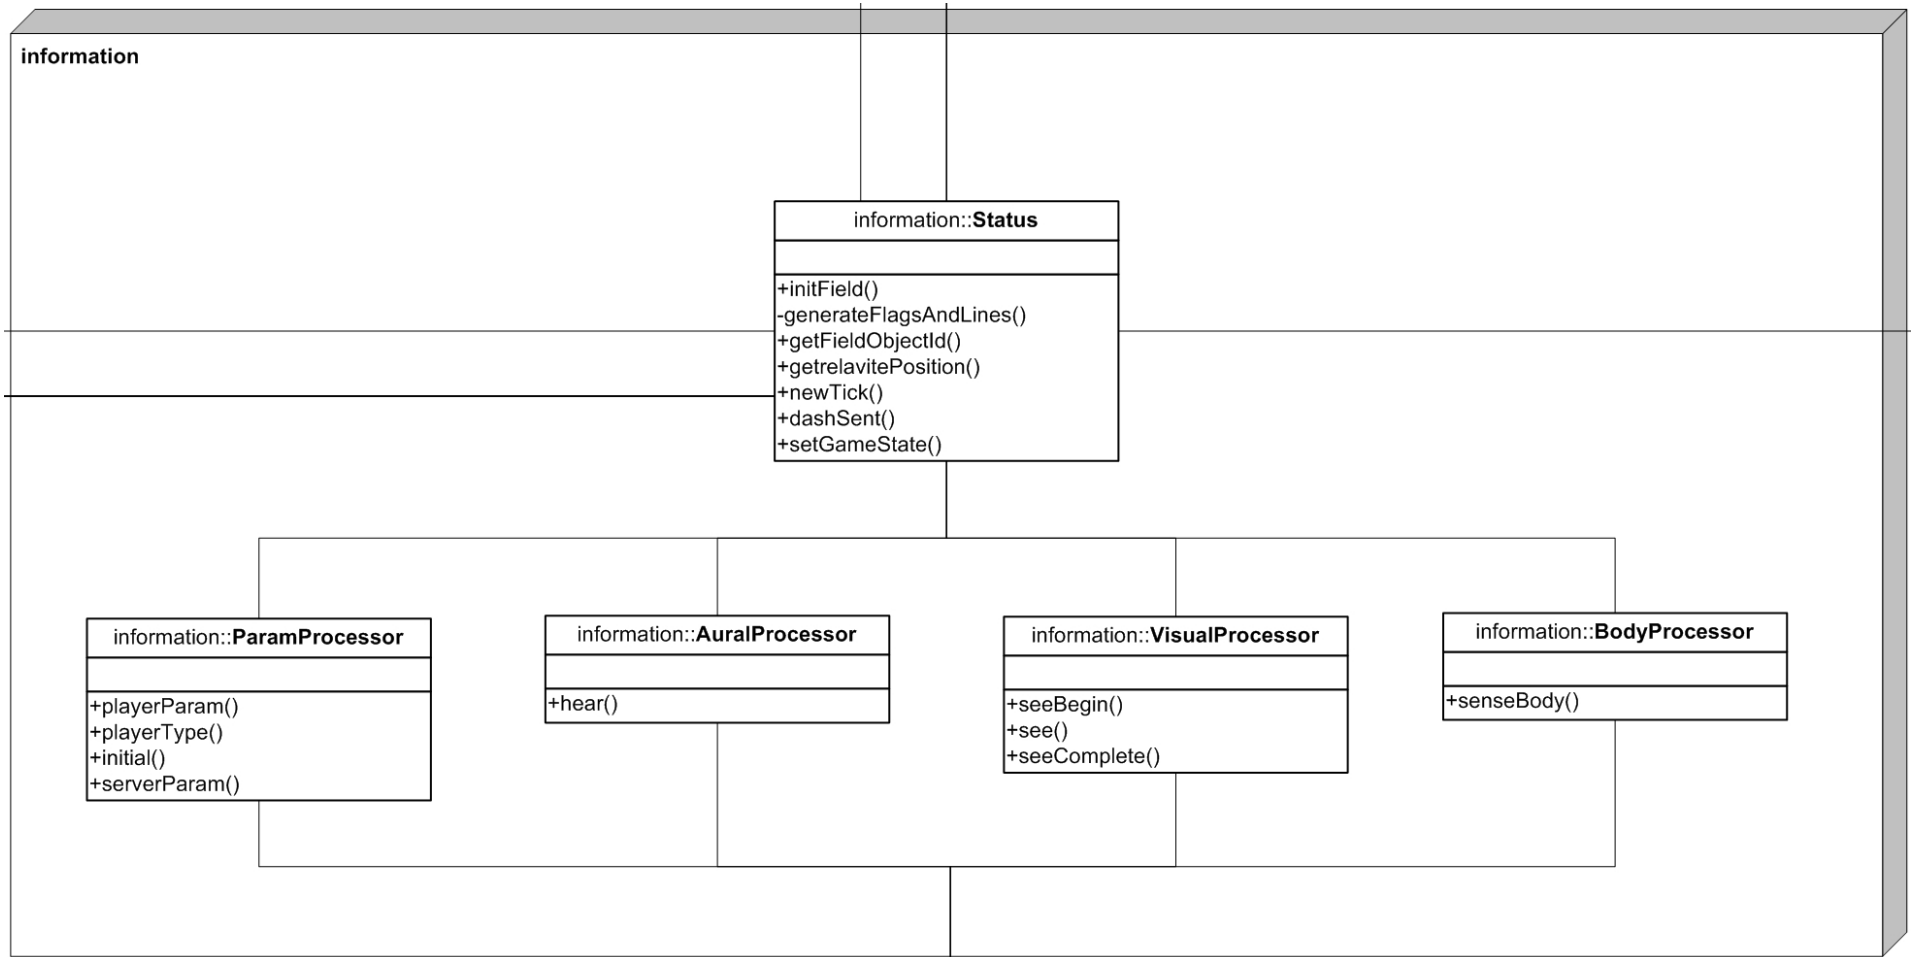 information
information::Status
+initField()
-generateFlagsAndLines()
+getFieldObjectId()
+getrelavitePosition()
+newTick()
+dashSent()
+setGameState()
information::ParamProcessor
+playerParam()
+playerType()
+initial()
+serverParam()
information::AuralProcessor
+hear()
information::VisualProcessor
+seeBegin()
+see()
+seeComplete()
information::BodyProcessor
+senseBody()